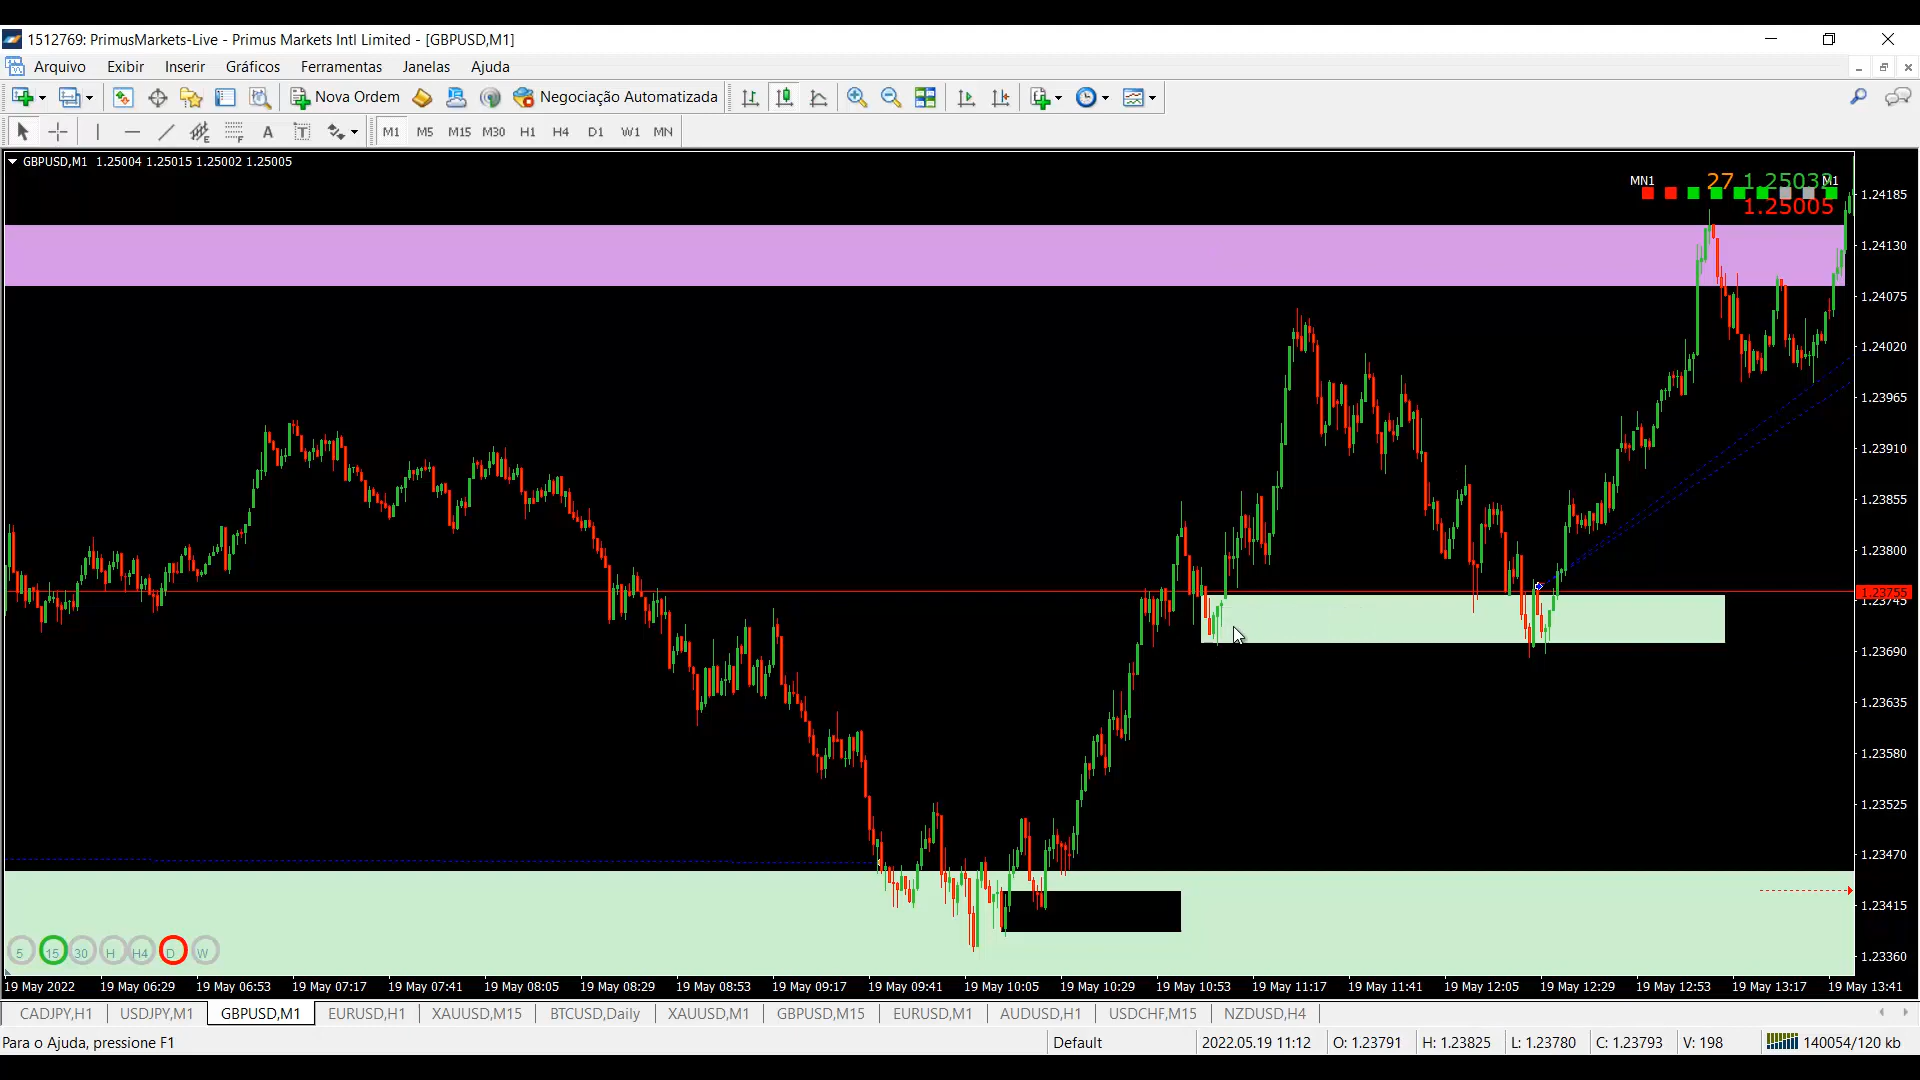 1512769: PrimusMarkets-Live - Primus Markets Intl Limited - [GBPUSD,M1]
Arquivo Exibir Inserir Gráficos Ferramentas Janelas Ajuda
Nova Ordem Negociação Automatizada
A T M1 M5 M15 M30 H1 H4 D1 W1 MN
GBPUSD,M1 1.25004 1.25015 1.25002 1.25005
MN1 27 M1
1.25005
1.24185
1.24130
1.24075
1.24020
1.23965
1.23910
1.23855
1.23800
1.23755
1.23745
1.23690
1.23635
1.23580
1.23525
1.23470
1.23415
1.23360
5 15 30 H H4 D W
19 May 2022 19 May 06:29 19 May 06:53 19 May 07:17 19 May 07:41 19 May 08:05 19 May 08:29 19 May 08:53 19 May 09:17 19 May 09:41 19 May 10:05 19 May 10:29 19 May 10:53 19 May 11:17 19 May 11:41 19 May 12:05 19 May 12:29 19 May 12:53 19 May 13:17 19 May 13:41
CADJPY,H1 USDJPY,M1 GBPUSD,M1 EURUSD,H1 XAUUSD,M15 BTCUSD,Daily XAUUSD,M1 GBPUSD,M15 EURUSD,M1 AUDUSD,H1 USDCHF,M15 NZDUSD,H4
Para o Ajuda, pressione F1 Default 2022.05.19 11:12 O: 1.23791 H: 1.23825 L: 1.23780 C: 1.23793 V: 198 140054/120 kb